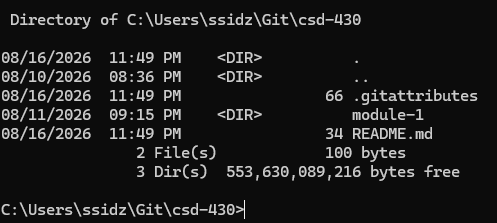 Directory of C:\Users\ssidz\Git\csd-430
08/16/2026  11:49 PM    <DIR>          .
08/10/2026  08:36 PM    <DIR>          ..
08/16/2026  11:49 PM                66 .gitattributes
08/11/2026  09:15 PM    <DIR>          module-1
08/16/2026  11:49 PM                34 README.md
               2 File(s)            100 bytes
               3 Dir(s)  553,630,089,216 bytes free
C:\Users\ssidz\Git\csd-430>